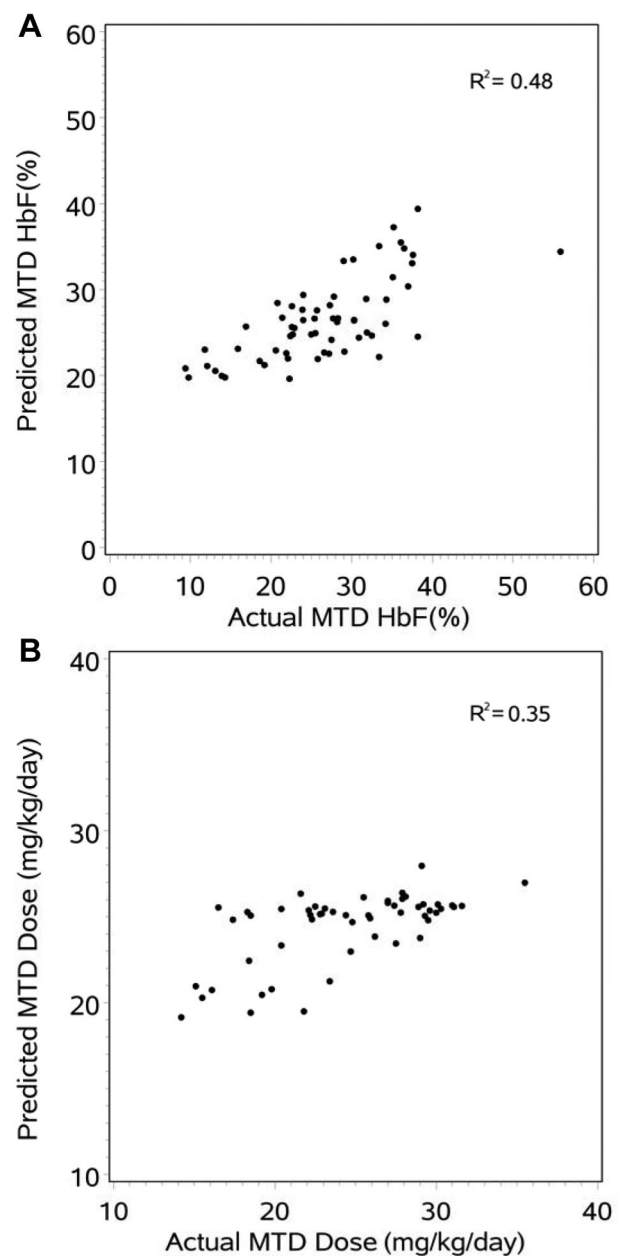 A
60
R²= 0.48
50
40
30
20
10
0
Predicted MTD HbF(%)
0 10 20 30 40 50 60
Actual MTD HbF(%)
B
40
R²= 0.35
30
20
10
Predicted MTD Dose (mg/kg/day)
10 20 30 40
Actual MTD Dose (mg/kg/day)